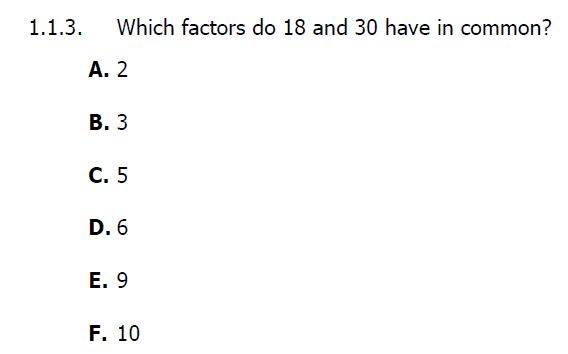 1.1.3. Which factors do 18 and 30 have in common?
A. 2
B. 3
C. 5
D. 6
E. 9
F. 10